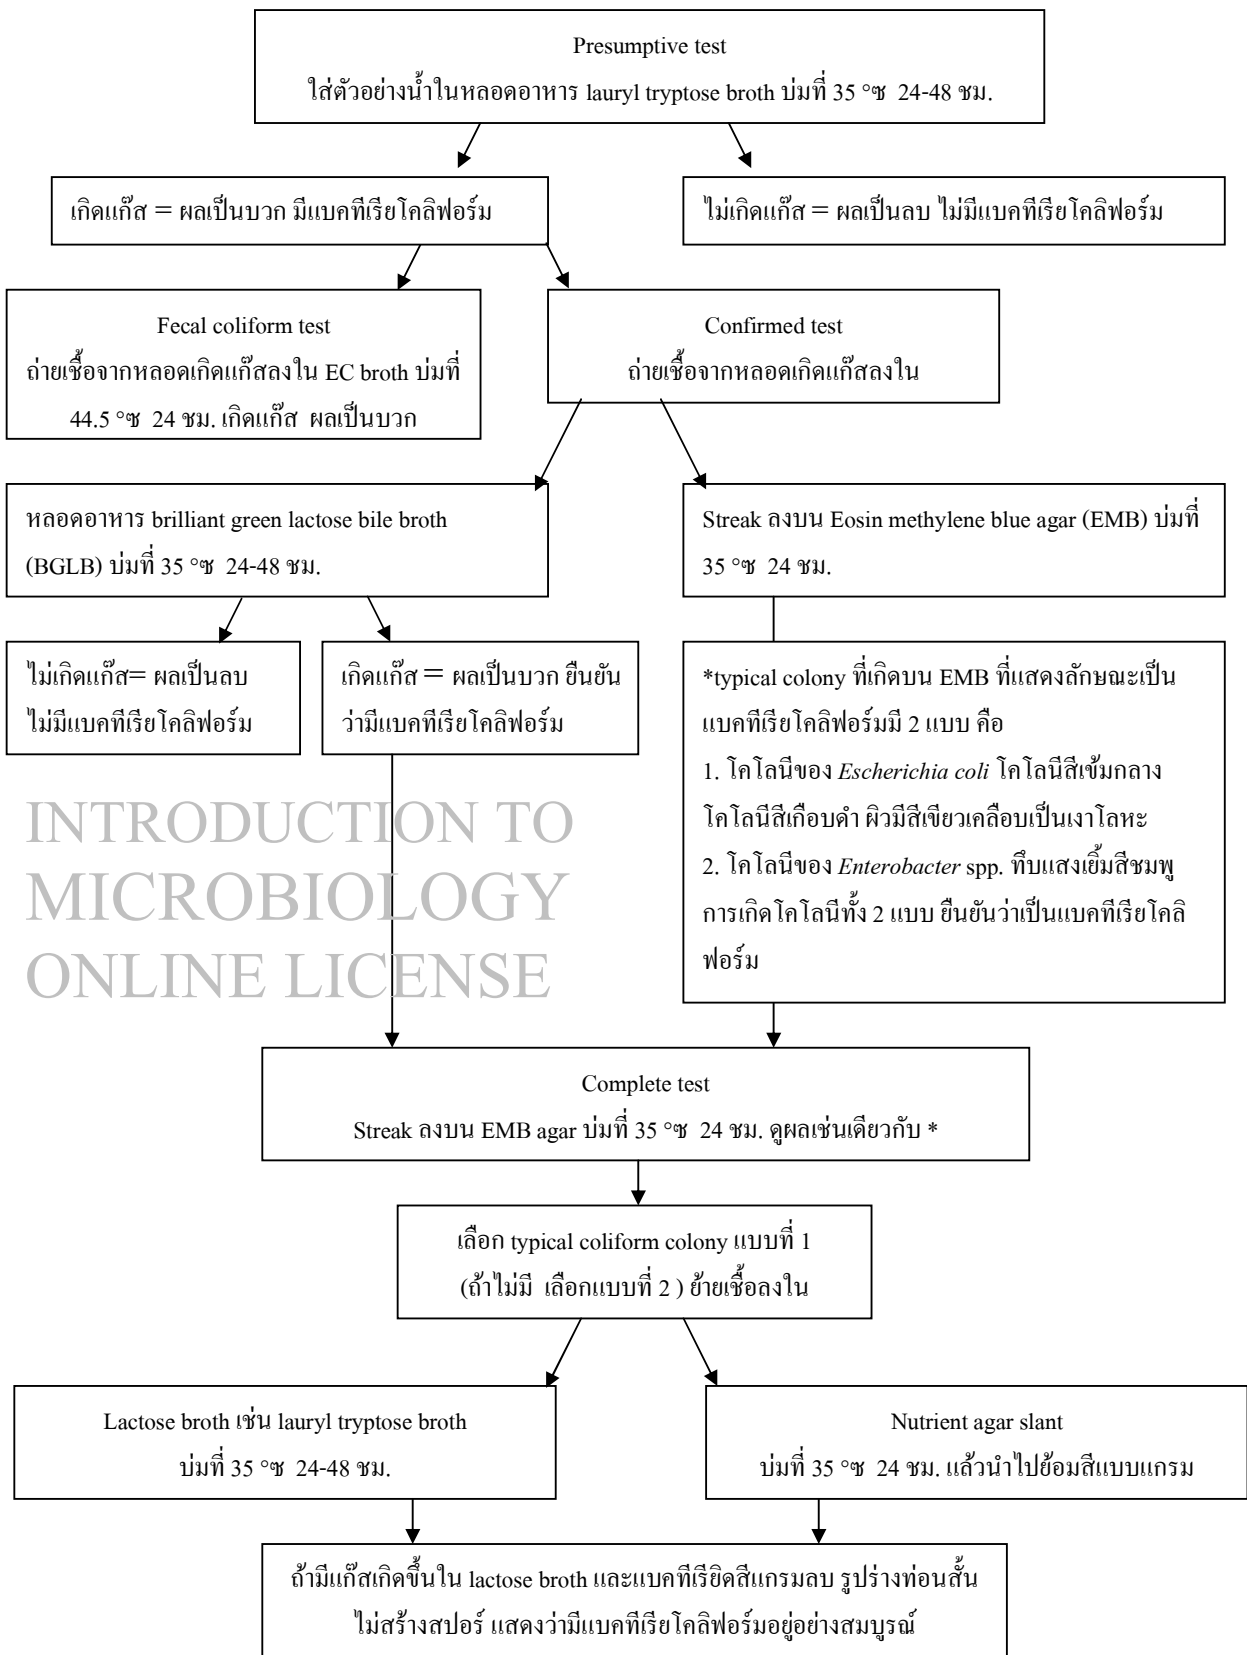 Presumptive test
ใส่ตัวอย่างน้ำในหลอดอาหาร lauryl tryptose broth บ่มที่ 35 °ซ 24-48 ชม.
เกิดแก๊ส = ผลเป็นบวก มีแบคทีเรียโคลิฟอร์ม
ไม่เกิดแก๊ส = ผลเป็นลบ ไม่มีแบคทีเรียโคลิฟอร์ม
Fecal coliform test
ถ่ายเชื้อจากหลอดเกิดแก๊สลงใน EC broth บ่มที่
44.5 °ซ 24 ชม. เกิดแก๊ส ผลเป็นบวก
Confirmed test
ถ่ายเชื้อจากหลอดเกิดแก๊สลงใน
หลอดอาหาร brilliant green lactose bile broth
(BGLB) บ่มที่ 35 °ซ 24-48 ชม.
Streak ลงบน Eosin methylene blue agar (EMB) บ่มที่
35 °ซ 24 ชม.
ไม่เกิดแก๊ส= ผลเป็นลบ
ไม่มีแบคทีเรียโคลิฟอร์ม
เกิดแก๊ส = ผลเป็นบวก ยืนยัน
ว่ามีแบคทีเรียโคลิฟอร์ม
*typical colony ที่เกิดบน EMB ที่แสดงลักษณะเป็น
แบคทีเรียโคลิฟอร์มมี 2 แบบ คือ
1. โคโลนีของ Escherichia coli โคโลนีสีเข้มกลาง
โคโลนีสีเกือบดำ ผิวมีสีเขียวเคลือบเป็นเงาโลหะ
2. โคโลนีของ Enterobacter spp. ทึบแสงเยิ้มสีชมพู
การเกิดโคโลนีทั้ง 2 แบบ ยืนยันว่าเป็นแบคทีเรียโคลิ
ฟอร์ม
INTRODUCTION TO
MICROBIOLOGY
ONLINE LICENSE
Complete test
Streak ลงบน EMB agar บ่มที่ 35 °ซ 24 ชม. ดูผลเช่นเดียวกับ *
เลือก typical coliform colony แบบที่ 1
(ถ้าไม่มี เลือกแบบที่ 2 ) ย้ายเชื้อลงใน
Lactose broth เช่น lauryl tryptose broth
บ่มที่ 35 °ซ 24-48 ชม.
Nutrient agar slant
บ่มที่ 35 °ซ 24 ชม. แล้วนำไปย้อมสีแบบแกรม
ถ้ามีแก๊สเกิดขึ้นใน lactose broth และแบคทีเรียิดสีแกรมลบ รูปร่างท่อนสั้น
ไม่สร้างสปอร์ แสดงว่ามีแบคทีเรียโคลิฟอร์มอยู่อย่างสมบูรณ์